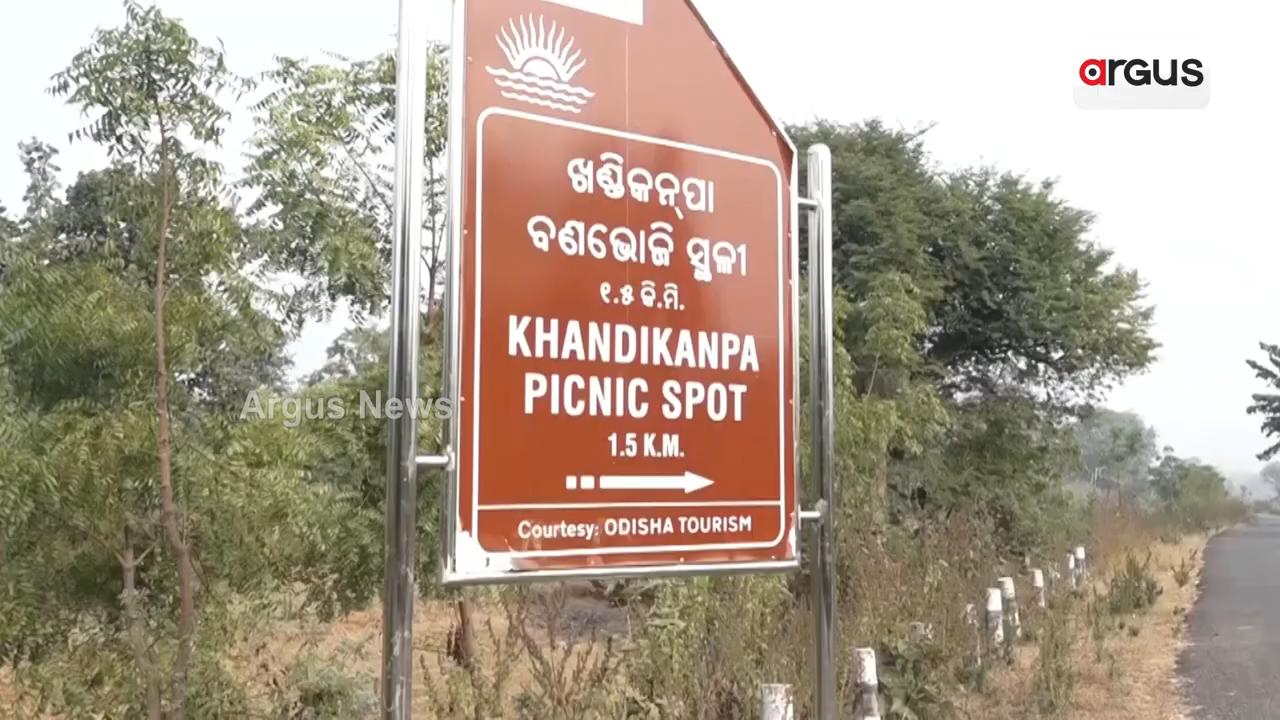 argus
ଖଣ୍ଡିକନ୍‌ପା
ବଣଭୋଜି ସ୍ଥଳୀ
୧.୫ କି.ମି.
KHANDIKANPA
PICNIC SPOT
1.5 K.M.
Courtesy: ODISHA TOURISM
Argus News